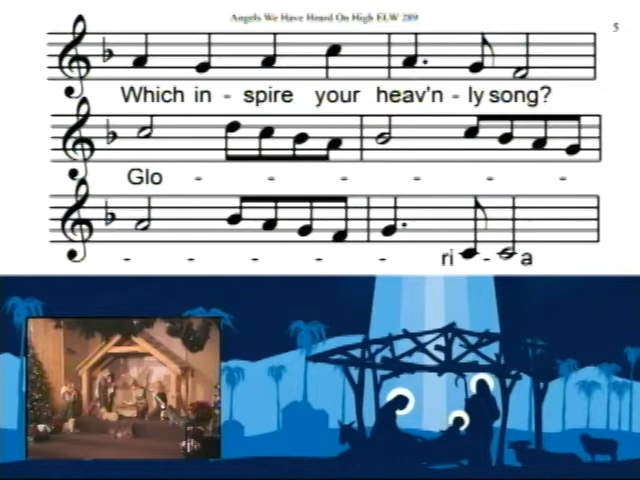 Angels We Have Heard On High ELW 289
5
Which in - spire your heav'n - ly song?
Glo - - - - - -
- - - - - ri - a